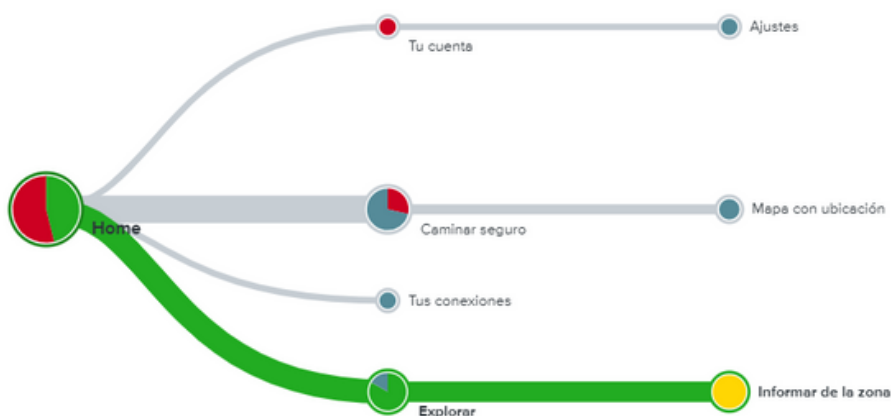 Ajustes
Tu cuenta
Home
Caminar seguro
Mapa con ubicación
Tus conexiones
Explorar
Informar de la zona